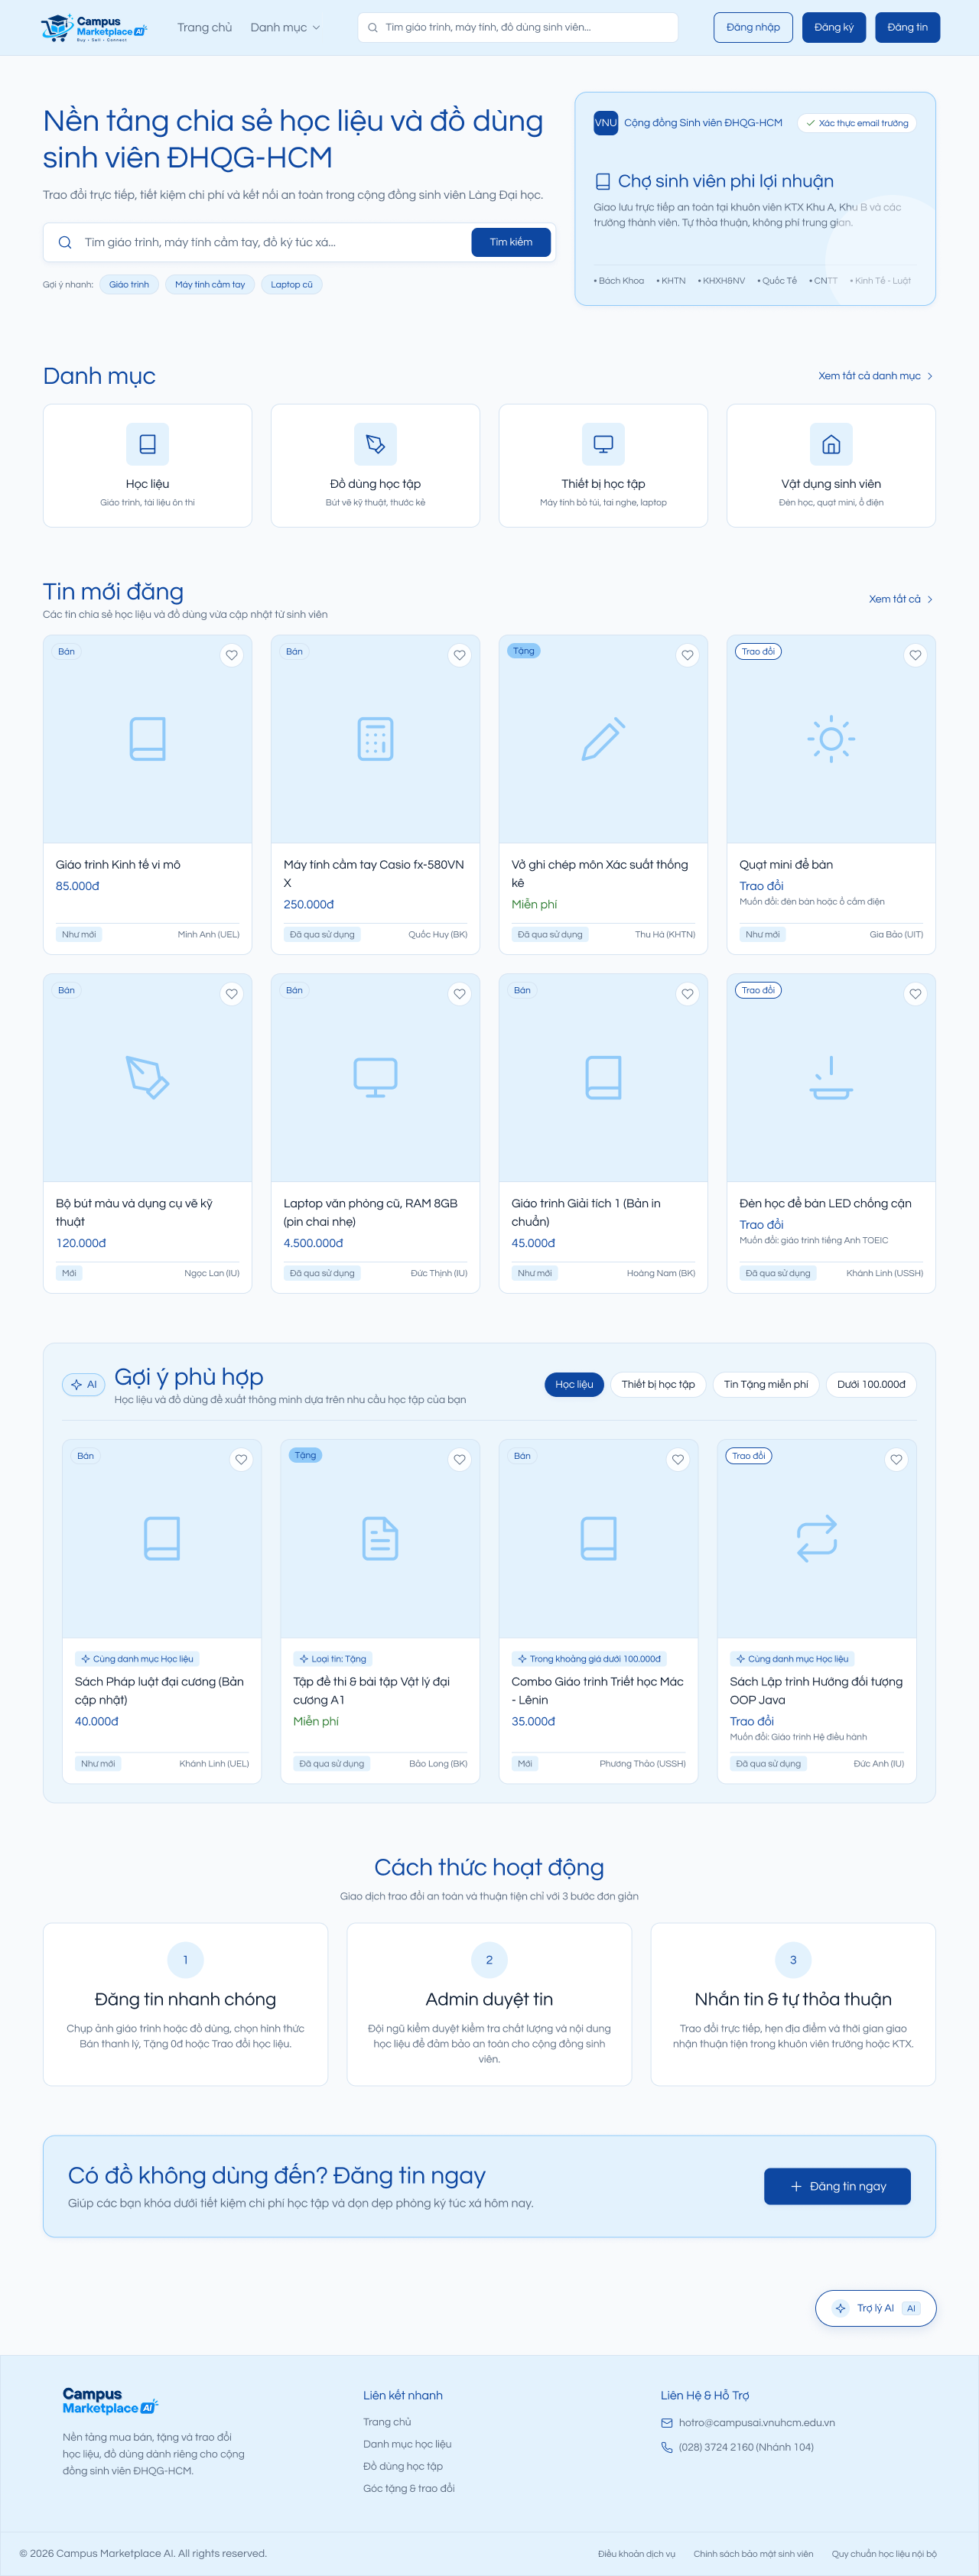 Campus
Marketplace AI
Buy • Sell • Connect
Trang chủ
Danh mục
Tìm giáo trình, máy tính, đồ dùng sinh viên...
Đăng nhập
Đăng ký
Đăng tin
Nền tảng chia sẻ học liệu và đồ dùng
sinh viên ĐHQG-HCM
Trao đổi trực tiếp, tiết kiệm chi phí và kết nối an toàn trong cộng đồng sinh viên Làng Đại học.
Tìm giáo trình, máy tính cầm tay, đồ ký túc xá...
Tìm kiếm
Gợi ý nhanh:
Giáo trình
Máy tính cầm tay
Laptop cũ
VNU
Cộng đồng Sinh viên ĐHQG-HCM
Xác thực email trường
Chợ sinh viên phi lợi nhuận
Giao lưu trực tiếp an toàn tại khuôn viên KTX Khu A, Khu B và các
trường thành viên. Tự thỏa thuận, không phí trung gian.
• Bách Khoa
• KHTN
• KHXH&NV
• Quốc Tế
• CNTT
• Kinh Tế - Luật
Danh mục
Xem tất cả danh mục
Học liệu
Giáo trình, tài liệu ôn thi
Đồ dùng học tập
Bút vẽ kỹ thuật, thước kẻ
Thiết bị học tập
Máy tính bỏ túi, tai nghe, laptop
Vật dụng sinh viên
Đèn học, quạt mini, ổ điện
Tin mới đăng
Các tin chia sẻ học liệu và đồ dùng vừa cập nhật từ sinh viên
Xem tất cả
Bán
Giáo trình Kinh tế vi mô
85.000đ
Như mới
Minh Anh (UEL)
Bán
Máy tính cầm tay Casio fx-580VN
X
250.000đ
Đã qua sử dụng
Quốc Huy (BK)
Tặng
Vở ghi chép môn Xác suất thống
kê
Miễn phí
Đã qua sử dụng
Thu Hà (KHTN)
Trao đổi
Quạt mini để bàn
Trao đổi
Muốn đổi: đèn bàn hoặc ổ cắm điện
Như mới
Gia Bảo (UIT)
Bán
Bộ bút màu và dụng cụ vẽ kỹ
thuật
120.000đ
Mới
Ngọc Lan (IU)
Bán
Laptop văn phòng cũ, RAM 8GB
(pin chai nhẹ)
4.500.000đ
Đã qua sử dụng
Đức Thịnh (IU)
Bán
Giáo trình Giải tích 1 (Bản in
chuẩn)
45.000đ
Như mới
Hoàng Nam (BK)
Trao đổi
Đèn học để bàn LED chống cận
Trao đổi
Muốn đổi: giáo trình tiếng Anh TOEIC
Đã qua sử dụng
Khánh Linh (USSH)
AI
Gợi ý phù hợp
Học liệu và đồ dùng đề xuất thông minh dựa trên nhu cầu học tập của bạn
Học liệu
Thiết bị học tập
Tin Tặng miễn phí
Dưới 100.000đ
Bán
Cùng danh mục Học liệu
Sách Pháp luật đại cương (Bản
cập nhật)
40.000đ
Như mới
Khánh Linh (UEL)
Tặng
Loại tin: Tặng
Tập đề thi & bài tập Vật lý đại
cương A1
Miễn phí
Đã qua sử dụng
Bảo Long (BK)
Bán
Trong khoảng giá dưới 100.000đ
Combo Giáo trình Triết học Mác
- Lênin
35.000đ
Mới
Phương Thảo (USSH)
Trao đổi
Cùng danh mục Học liệu
Sách Lập trình Hướng đối tượng
OOP Java
Trao đổi
Muốn đổi: Giáo trình Hệ điều hành
Đã qua sử dụng
Đức Anh (IU)
Cách thức hoạt động
Giao dịch trao đổi an toàn và thuận tiện chỉ với 3 bước đơn giản
1
Đăng tin nhanh chóng
Chụp ảnh giáo trình hoặc đồ dùng, chọn hình thức
Bán thanh lý, Tặng 0đ hoặc Trao đổi học liệu.
2
Admin duyệt tin
Đội ngũ kiểm duyệt kiểm tra chất lượng và nội dung
học liệu để đảm bảo an toàn cho cộng đồng sinh
viên.
3
Nhắn tin & tự thỏa thuận
Trao đổi trực tiếp, hẹn địa điểm và thời gian giao
nhận thuận tiện trong khuôn viên trường hoặc KTX.
Có đồ không dùng đến? Đăng tin ngay
Giúp các bạn khóa dưới tiết kiệm chi phí học tập và dọn dẹp phòng ký túc xá hôm nay.
Đăng tin ngay
Trợ lý AI
AI
Campus
Marketplace AI
Nền tảng mua bán, tặng và trao đổi
học liệu, đồ dùng dành riêng cho cộng
đồng sinh viên ĐHQG-HCM.
Liên kết nhanh
Trang chủ
Danh mục học liệu
Đồ dùng học tập
Góc tặng & trao đổi
Liên Hệ & Hỗ Trợ
hotro@campusai.vnuhcm.edu.vn
(028) 3724 2160 (Nhánh 104)
© 2026 Campus Marketplace AI. All rights reserved.
Điều khoản dịch vụ
Chính sách bảo mật sinh viên
Quy chuẩn học liệu nội bộ